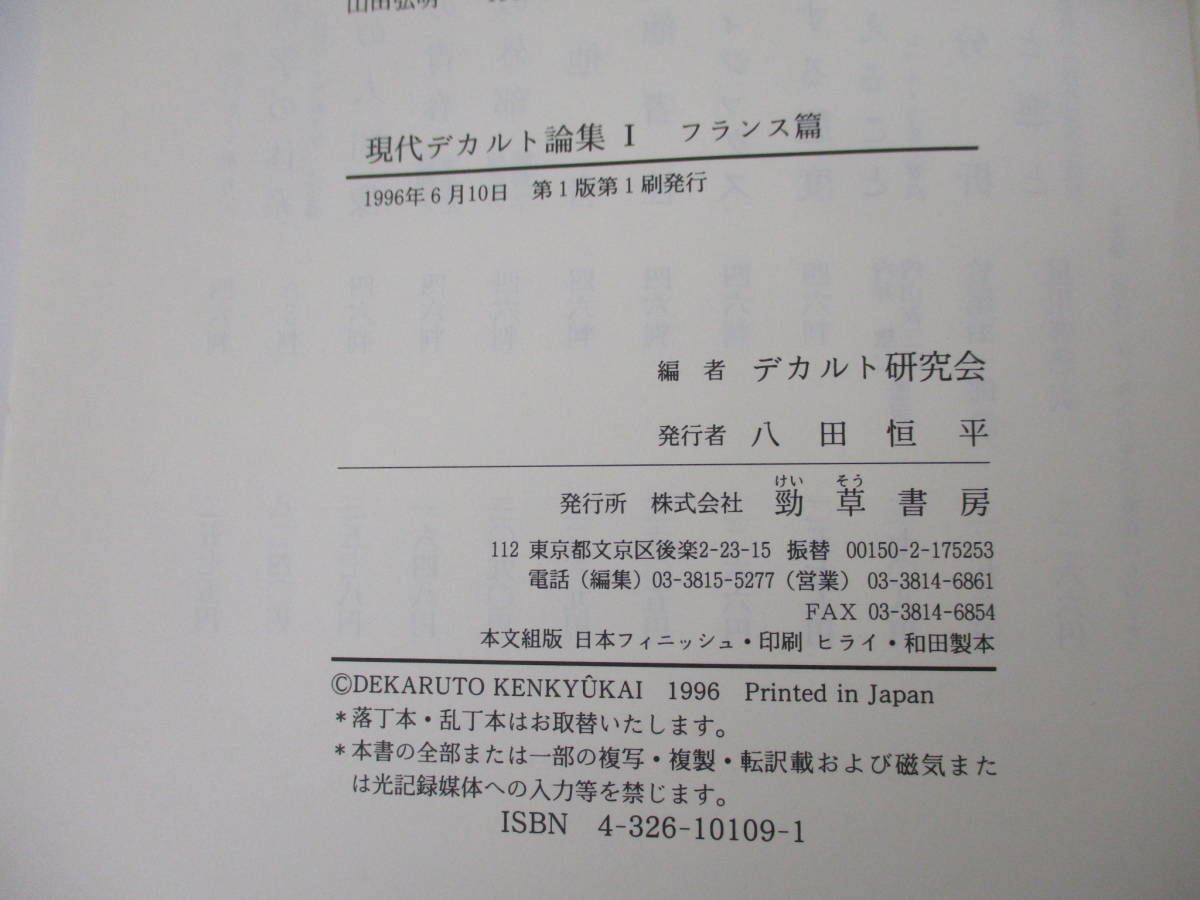 山田弘明
現代デカルト論集 I　フランス篇
1996年6月10日　第1版第1刷発行
編　者　デカルト研究会
発行者　八　田　恒　平
けい　そう
発行所　株式会社　勁　草　書　房
112 東京都文京区後楽2-23-15 振替 00150-2-175253
電話（編集）03-3815-5277（営業）03-3814-6861
FAX 03-3814-6854
本文組版 日本フィニッシュ・印刷 ヒライ・和田製本
©DEKARUTO KENKYÛKAI　1996　Printed in Japan
＊落丁本・乱丁本はお取替いたします。
＊本書の全部または一部の複写・複製・転訳載および磁気また
は光記録媒体への入力等を禁じます。
ISBN　4-326-10109-1